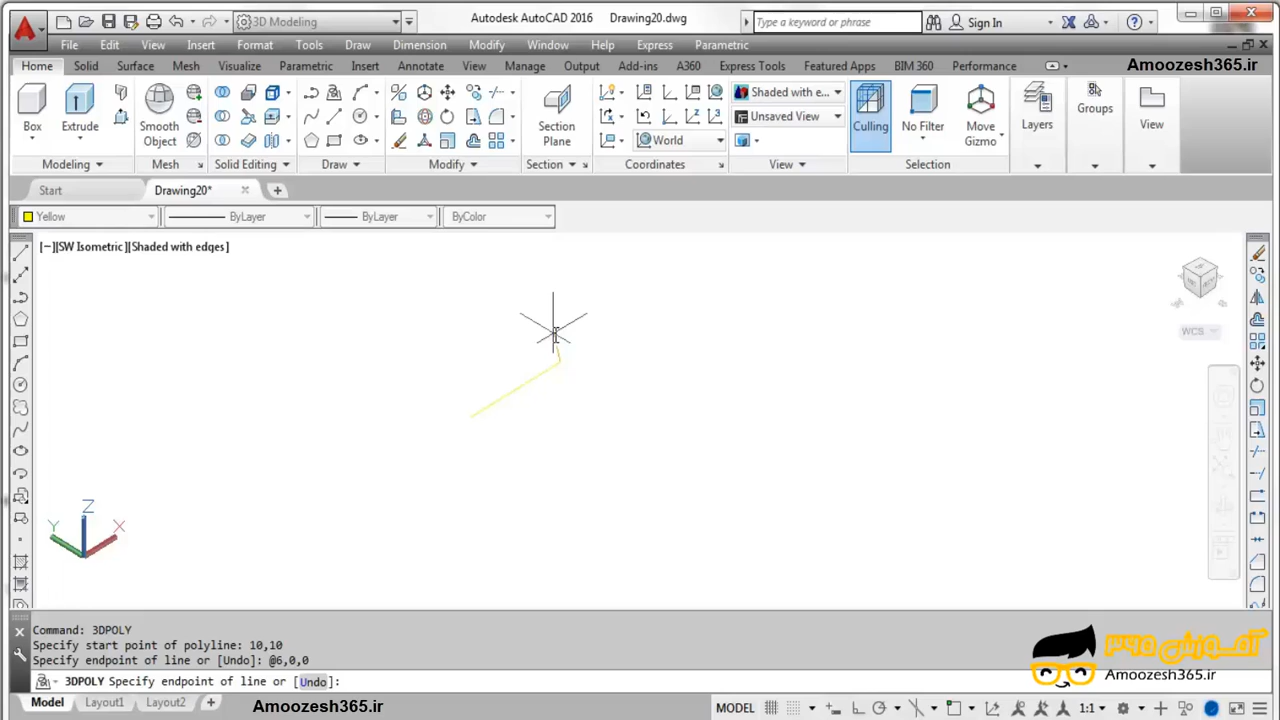 Autodesk AutoCAD 2016 Drawing20.dwg
3D Modeling
Type a keyword or phrase
Sign In
File Edit View Insert Format Tools Draw Dimension Modify Window Help Express Parametric
Home Solid Surface Mesh Visualize Parametric Insert Annotate View Manage Output Add-ins A360 Express Tools Featured Apps BIM 360 Performance
Amoozesh365.ir
Box
Extrude
Smooth
Object
Section
Plane
World
Shaded with e...
Unsaved View
Culling
No Filter
Move
Gizmo
Layers
Groups
View
Modeling Mesh Solid Editing Draw Modify Section Coordinates View Selection
Start Drawing20*
Yellow ByLayer ByLayer ByColor
[−][SW Isometric][Shaded with edges]
WCS
Z
Y
X
Command: 3DPOLY
Specify start point of polyline: 10,10
Specify endpoint of line or [Undo]: @6,0,0
3DPOLY Specify endpoint of line or [Undo]:
آموزش ۳۶۵
Amoozesh365.ir
Model Layout1 Layout2
Amoozesh365.ir
MODEL 1:1